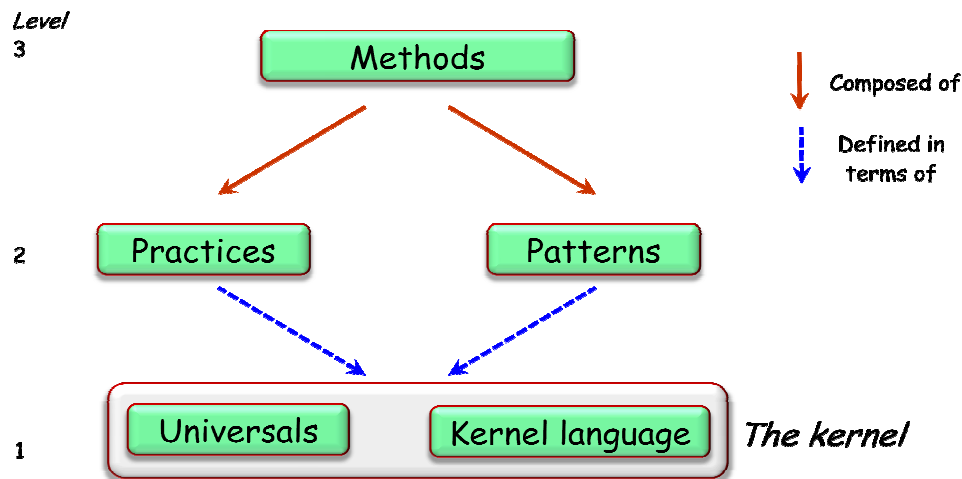 Level
3
Methods
Composed of
Defined in
terms of
2
Practices
Patterns
1
Universals
Kernel language
The kernel